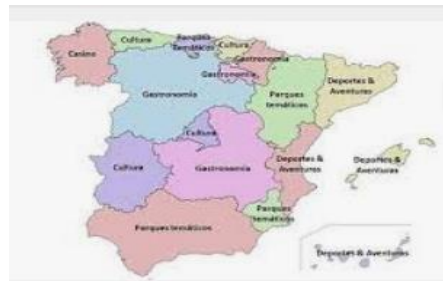 Casino
Cultura
Parques
temáticos
Cultura
Gastronomía
Gastronomía
Gastronomía
Parques
temáticos
Deportes &
Aventuras
Cultura
Cultura
Gastronomía
Deportes &
Aventuras
Deportes &
Aventuras
Parques
temáticos
Parques temáticos
Deportes & Aventuras